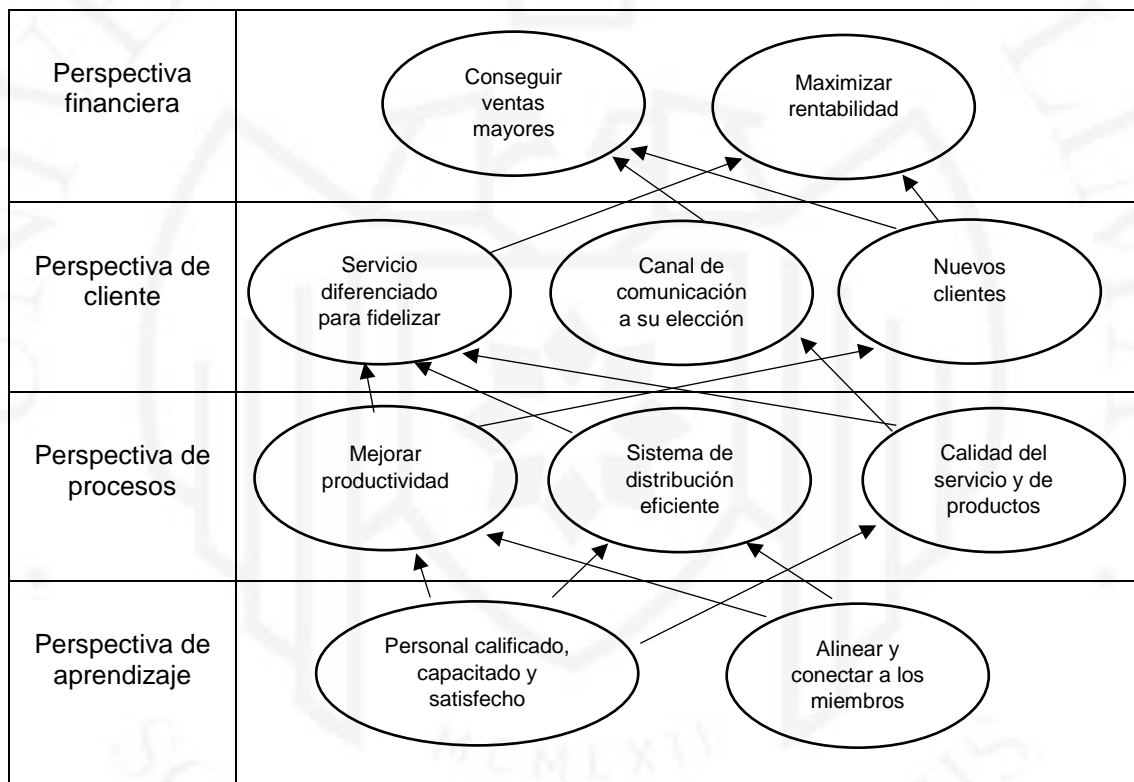 Perspectiva
financiera
Conseguir
ventas
mayores
Maximizar
rentabilidad
Perspectiva de
cliente
Servicio
diferenciado
para fidelizar
Canal de
comunicación
a su elección
Nuevos
clientes
Perspectiva de
procesos
Mejorar
productividad
Sistema de
distribución
eficiente
Calidad del
servicio y de
productos
Perspectiva de
aprendizaje
Personal calificado,
capacitado y
satisfecho
Alinear y
conectar a los
miembros
MCMLXII